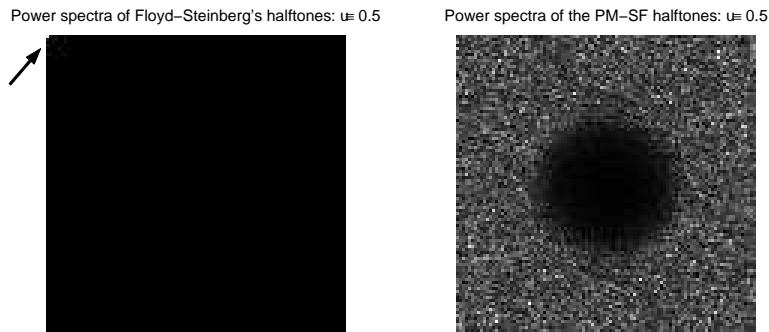 Power spectra of Floyd−Steinberg's halftones: u= 0.5
Power spectra of the PM−SF halftones: u= 0.5